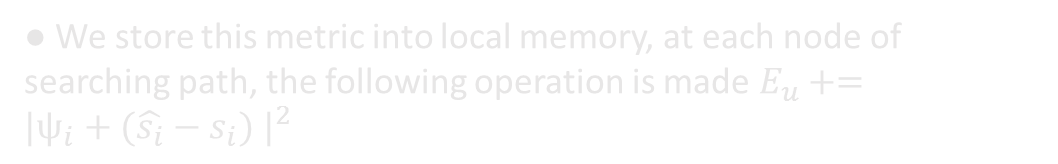 ● We store this metric into local memory, at each node of
searching path, the following operation is made 𝐸ᵤ +=
|ψᵢ + (ŝᵢ − sᵢ) |²